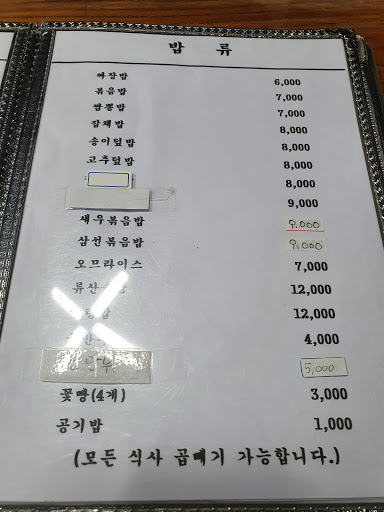 밥 류
짜장밥 6,000
볶음밥 7,000
짬뽕밥 7,000
잡채밥 8,000
송이덮밥 8,000
고추덮밥 8,000
8,000
9,000
새우볶음밥 9,000
삼선볶음밥 9,000
오므라이스 7,000
12,000
12,000
4,000
5,000
꽃빵(4개) 3,000
공기밥 1,000
(모든 식사 곱빼기 가능합니다.)